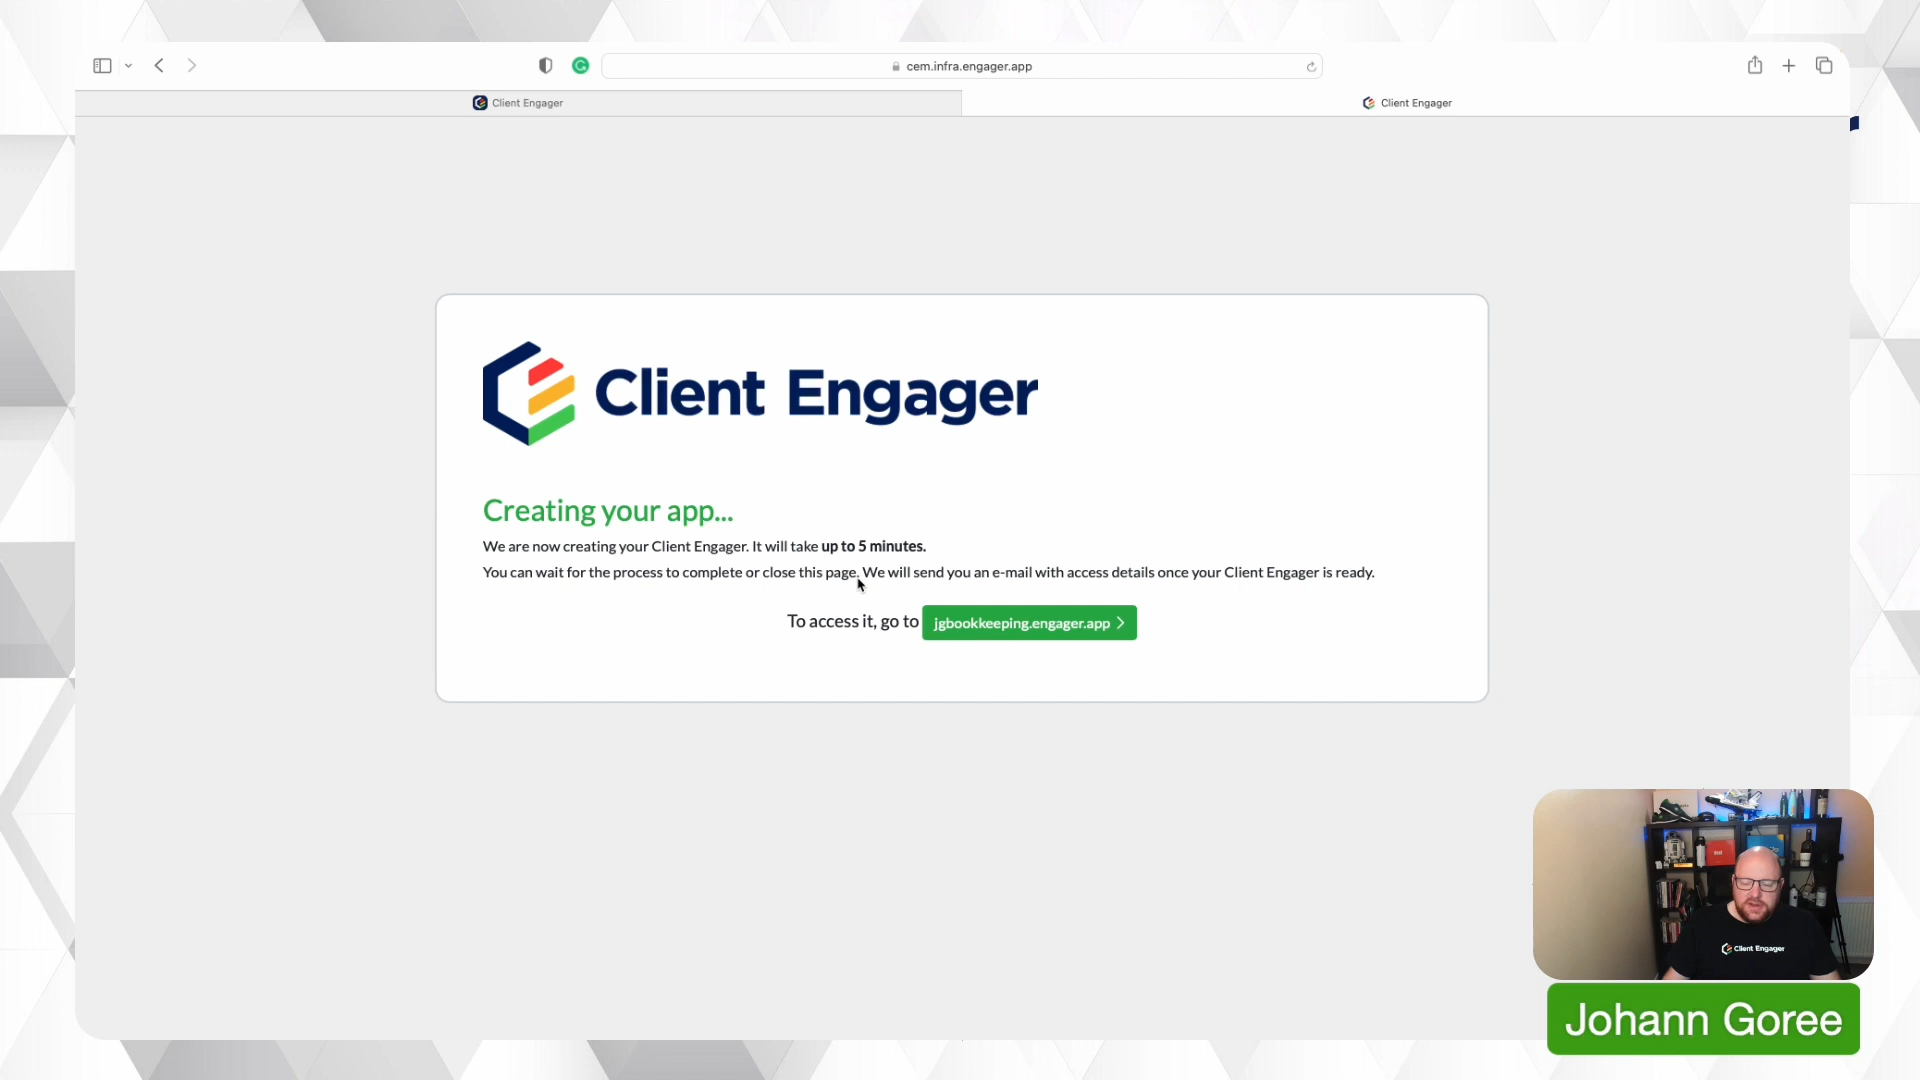 cem.infra.engager.app
Client Engager
Client Engager
Client Engager
Creating your app...
We are now creating your Client Engager. It will take up to 5 minutes.
You can wait for the process to complete or close this page. We will send you an e-mail with access details once your Client Engager is ready.
To access it, go to jgbookkeeping.engager.app >
Client Engager
Johann Goree